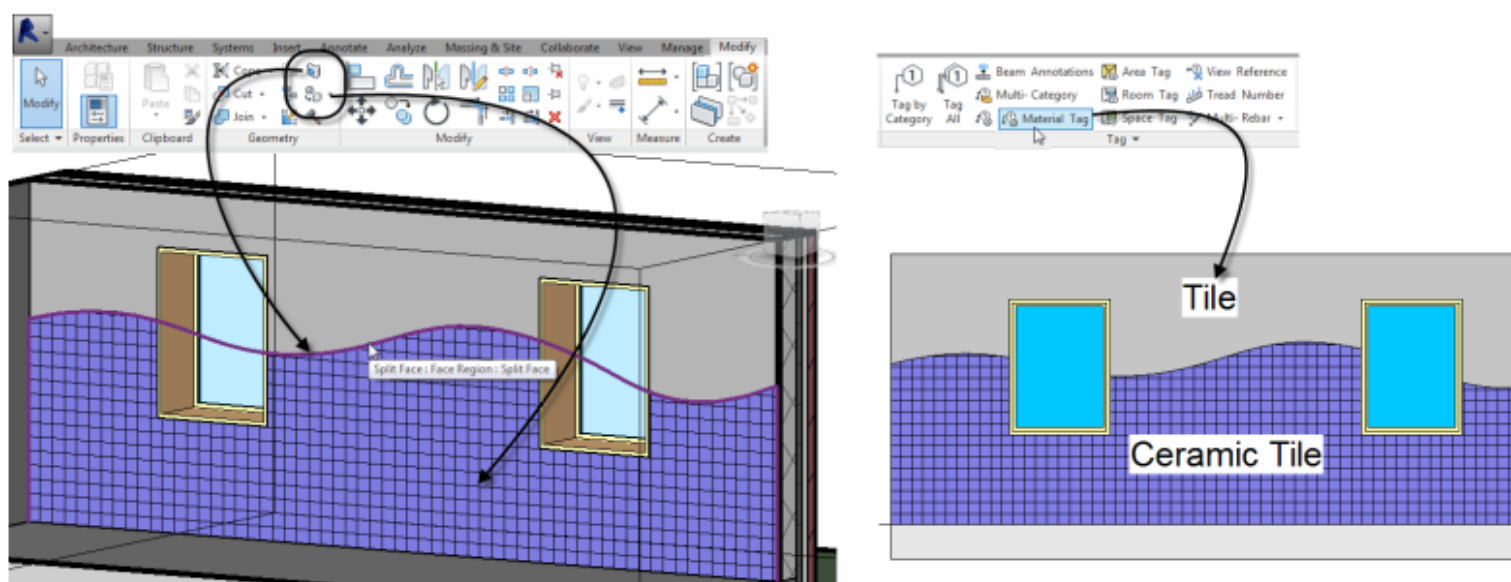 Architecture Structure Systems Insert Annotate Analyze Massing & Site Collaborate View Manage Modify
Modify
Paste
Cope
Cut
Join
Select Properties Clipboard Geometry Modify View Measure Create
Split Face : Face Region : Split Face
Tag by Category
Tag All
Beam Annotations
Multi- Category
Material Tag
Area Tag
Room Tag
Space Tag
View Reference
Tread Number
Multi- Rebar
Tag
Tile
Ceramic Tile